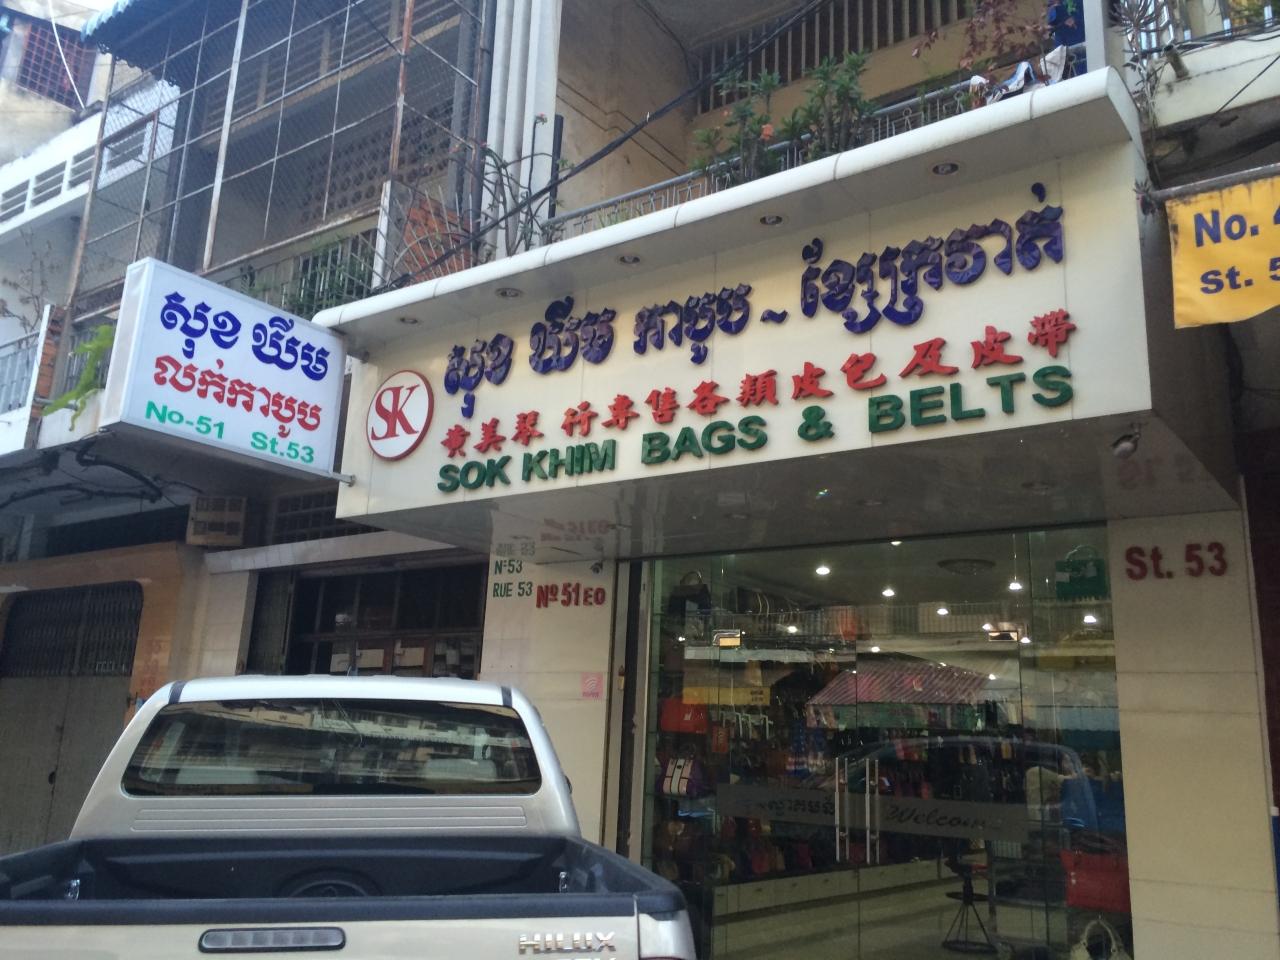 សុខ ឃីម
លក់កាបូប
No-51 St.53
SK
សុខ ឃីម កាបូប ~ ខ្សែក្រវាត់
黄美琴 行專售各類皮包及皮帶
SOK KHIM BAGS & BELTS
No.
St. 5
Nº53
RUE 53
Nº 51EO
St. 53
Welcome
HILUX